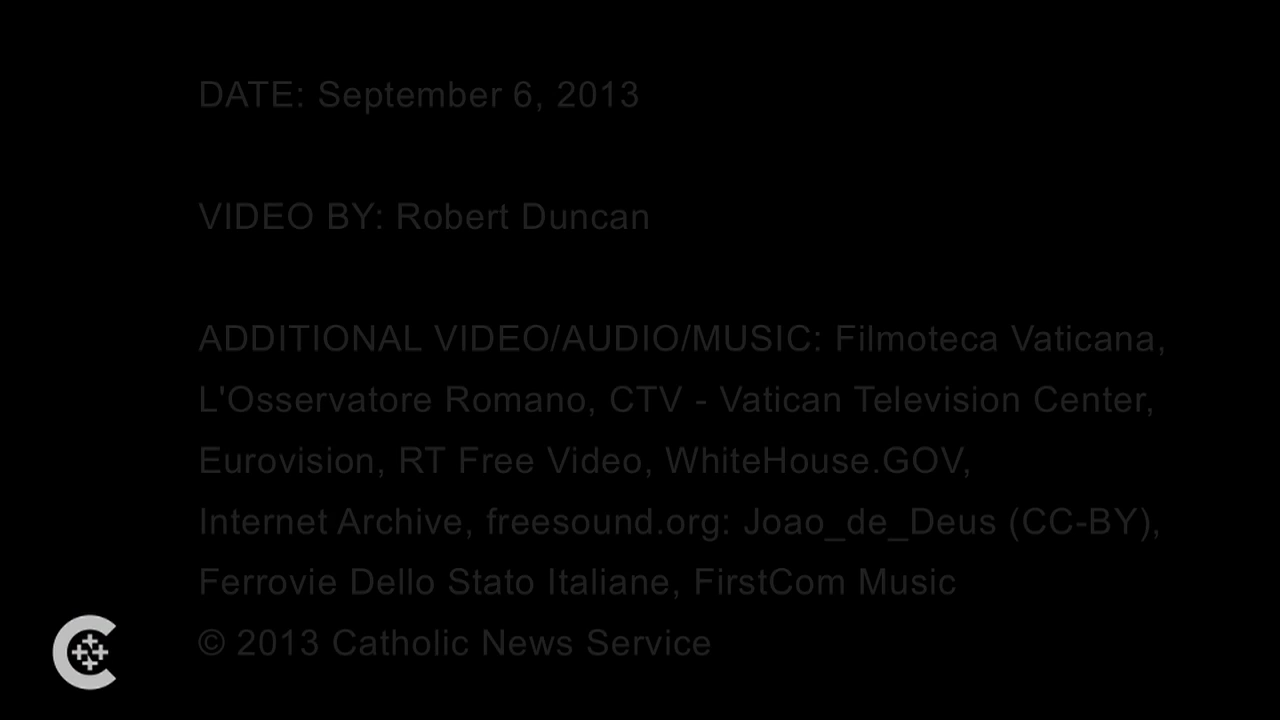 DATE: September 6, 2013
VIDEO BY: Robert Duncan
ADDITIONAL VIDEO/AUDIO/MUSIC: Filmoteca Vaticana,
L'Osservatore Romano, CTV - Vatican Television Center,
Eurovision, RT Free Video, WhiteHouse.GOV,
Internet Archive, freesound.org: Joao_de_Deus (CC-BY),
Ferrovie Dello Stato Italiane, FirstCom Music
© 2013 Catholic News Service